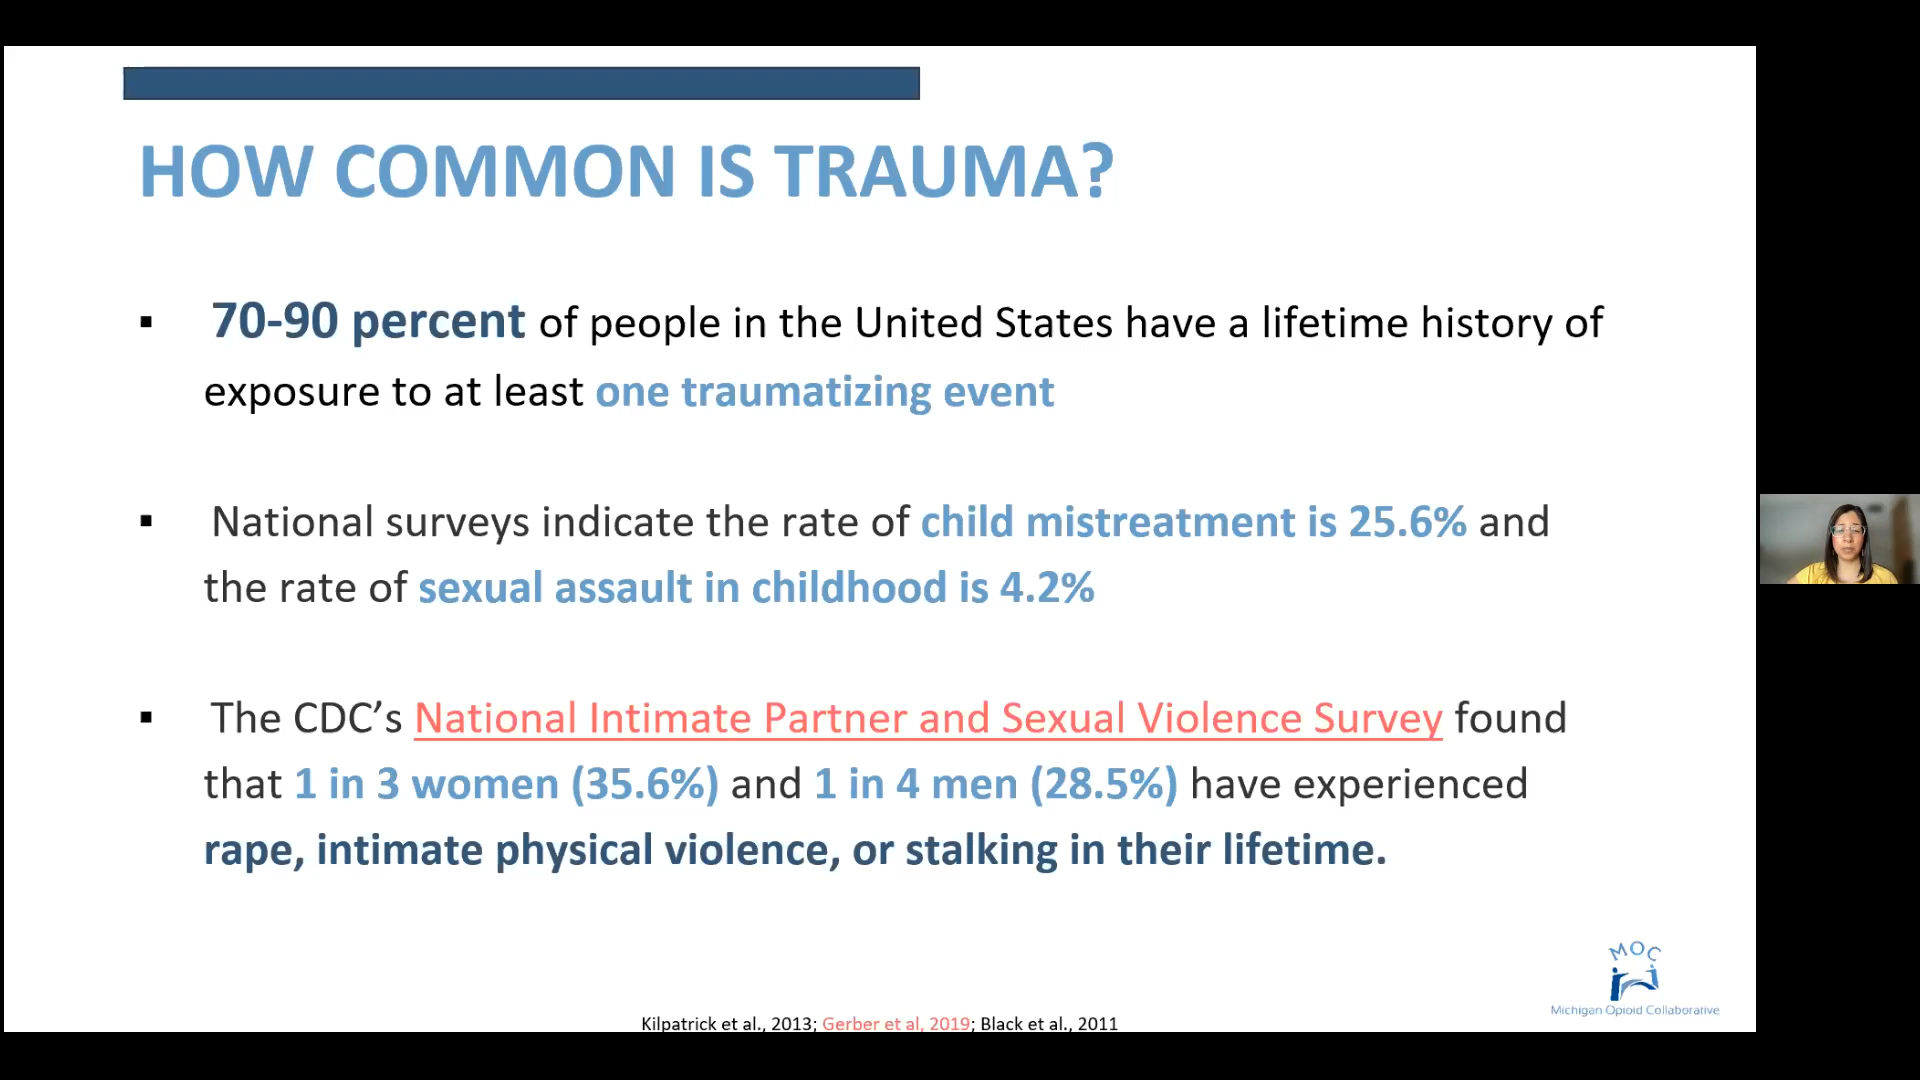 HOW COMMON IS TRAUMA?
▪ 70-90 percent of people in the United States have a lifetime history of
exposure to at least one traumatizing event
▪ National surveys indicate the rate of child mistreatment is 25.6% and
the rate of sexual assault in childhood is 4.2%
▪ The CDC’s National Intimate Partner and Sexual Violence Survey found
that 1 in 3 women (35.6%) and 1 in 4 men (28.5%) have experienced
rape, intimate physical violence, or stalking in their lifetime.
MOC
Michigan Opioid Collaborative
Kilpatrick et al., 2013; Gerber et al, 2019; Black et al., 2011